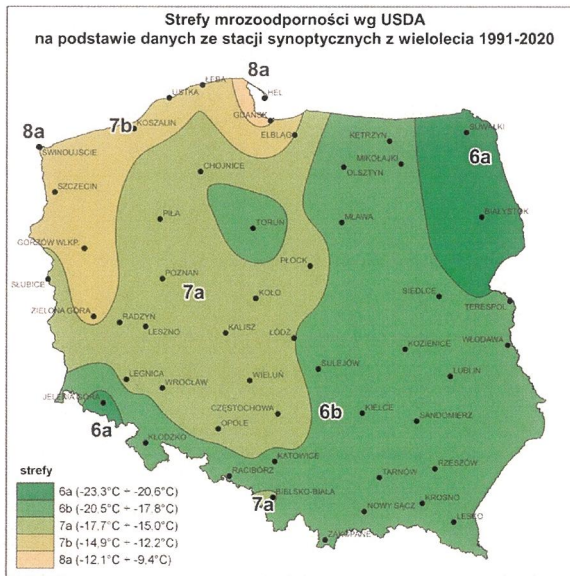 Strefy mrozoodporności wg USDA
na podstawie danych ze stacji synoptycznych z wielolecia 1991-2020
8a
ŁEBA
HEL
USTKA
7b
KOSZALIN
GDAŃSK
8a
ELBLĄG
KĘTRZYN
SUWAŁKI
ŚWINOUJŚCIE
CHOJNICE
MIKOŁAJKI
OLSZTYN
6a
SZCZECIN
PIŁA
TORUŃ
MŁAWA
BIAŁYSTOK
GORZÓW WLKP.
PŁOCK
SŁUBICE
POZNAŃ
7a
KOŁO
SIEDLCE
TERESPOL
ZIELONA GÓRA
RADZYŃ
LESZNO
KALISZ
ŁÓDŹ
KOZIENICE
WŁODAWA
SULEJÓW
LUBLIN
LEGNICA
WROCŁAW
WIELUŃ
JELENIA GÓRA
6a
CZĘSTOCHOWA
6b
KIELCE
SANDOMIERZ
KŁODZKO
OPOLE
KATOWICE
RACIBÓRZ
TARNÓW
RZESZÓW
7a
BIELSKO-BIAŁA
NOWY SĄCZ
KROSNO
LESKO
ZAKOPANE
strefy
6a (-23.3°C ÷ -20.6°C)
6b (-20.5°C ÷ -17.8°C)
7a (-17.7°C ÷ -15.0°C)
7b (-14.9°C ÷ -12.2°C)
8a (-12.1°C ÷ -9.4°C)